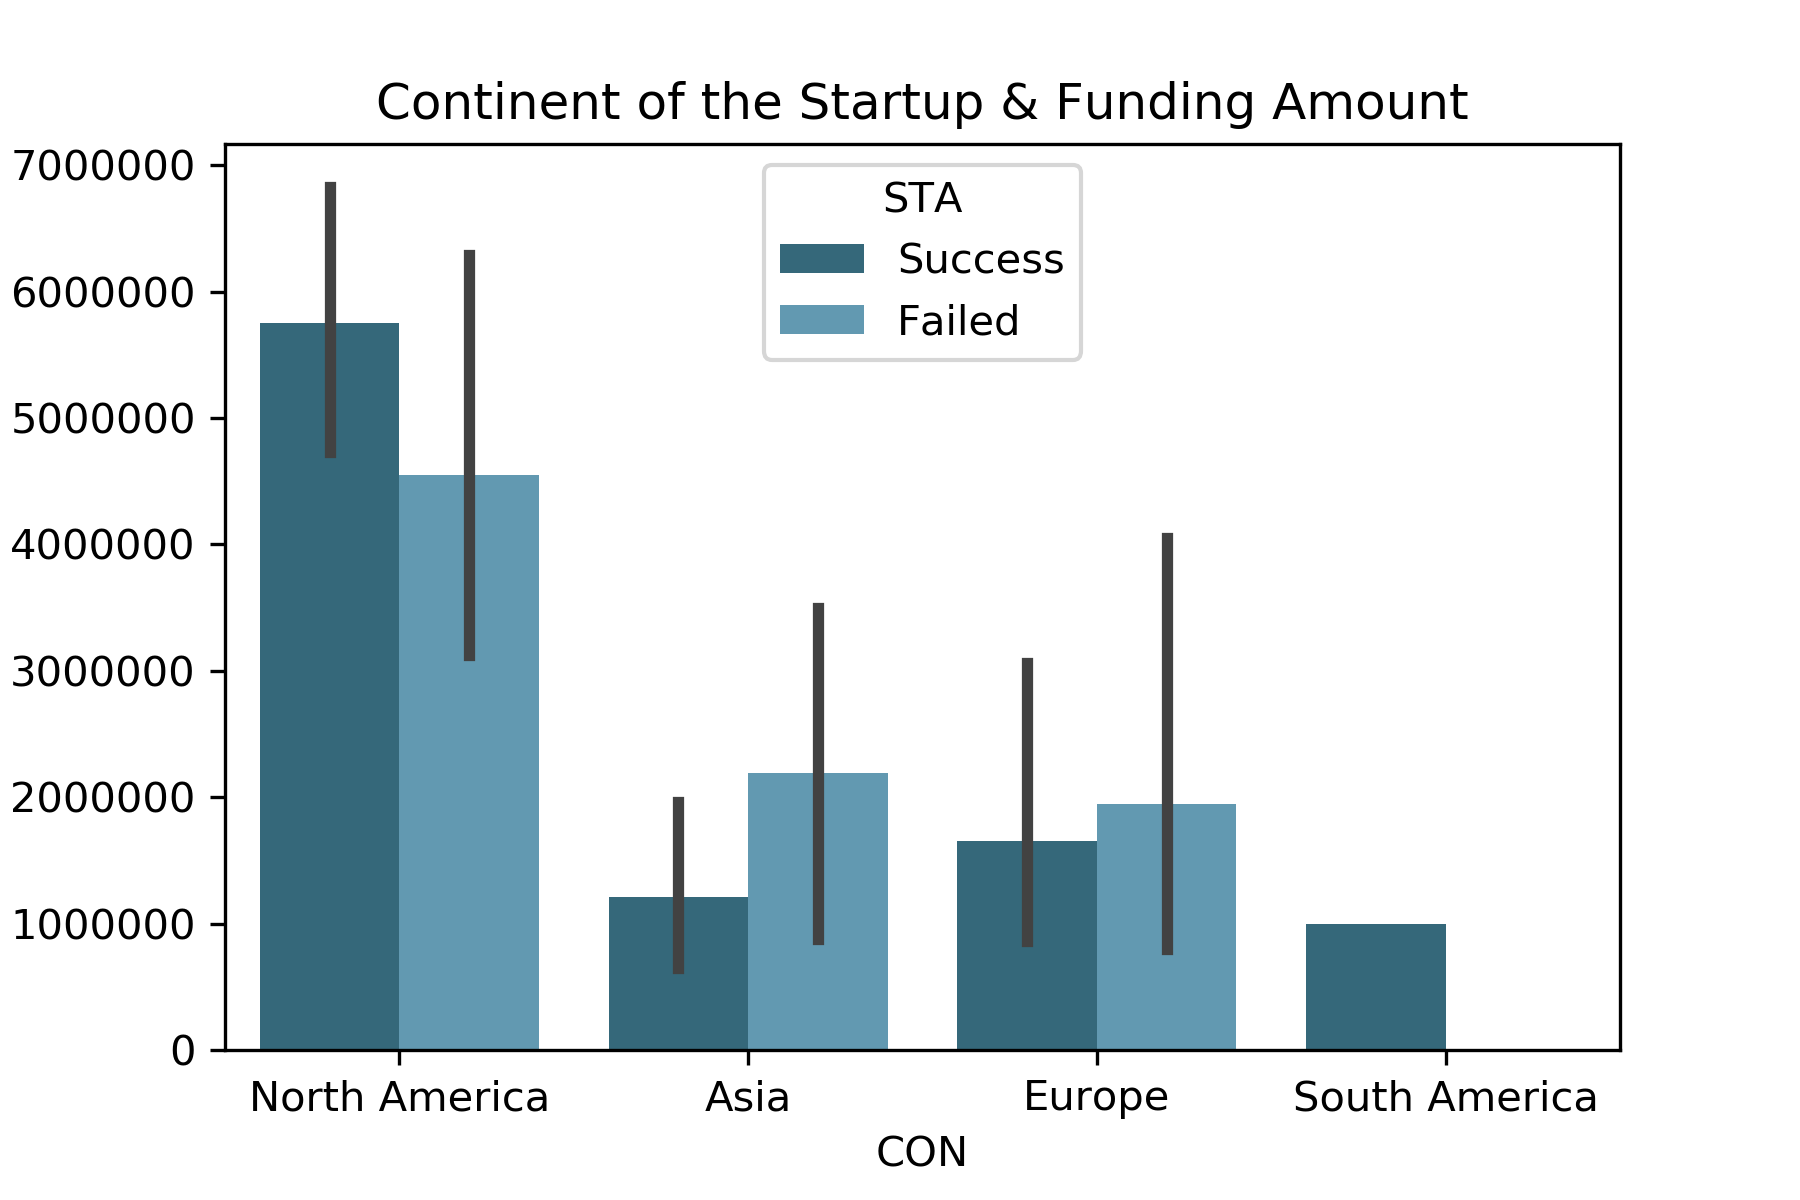 Continent of the Startup & Funding Amount
7000000
6000000
5000000
4000000
3000000
2000000
1000000
0
STA
Success
Failed
North America
Asia
Europe
South America
CON